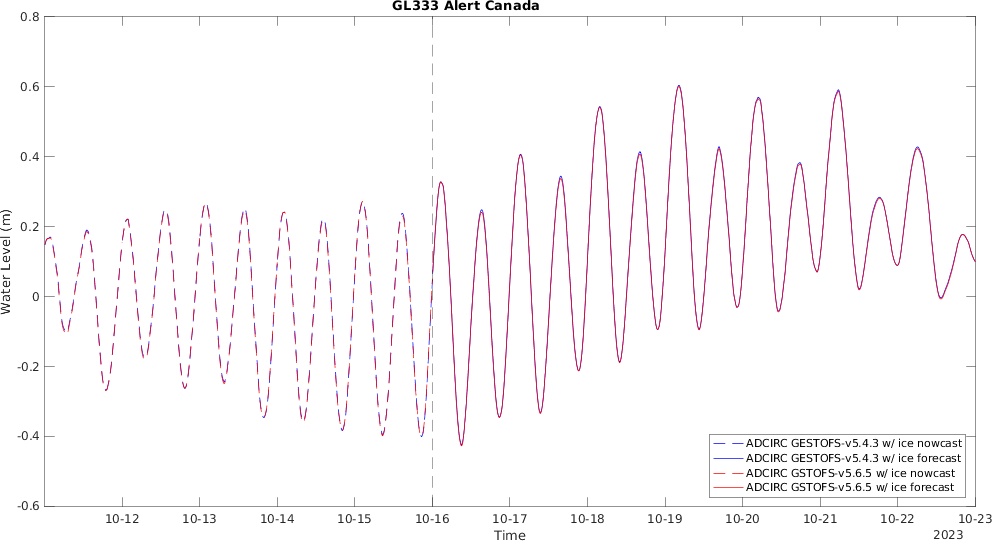 GL333 Alert Canada
0.8
0.6
0.4
0.2
0
-0.2
-0.4
-0.6
Water Level (m)
ADCIRC GESTOFS-v5.4.3 w/ ice nowcast
ADCIRC GESTOFS-v5.4.3 w/ ice forecast
ADCIRC GSTOFS-v5.6.5 w/ ice nowcast
ADCIRC GSTOFS-v5.6.5 w/ ice forecast
10-12 10-13 10-14 10-15 10-16 10-17 10-18 10-19 10-20 10-21 10-22 10-23
Time
2023